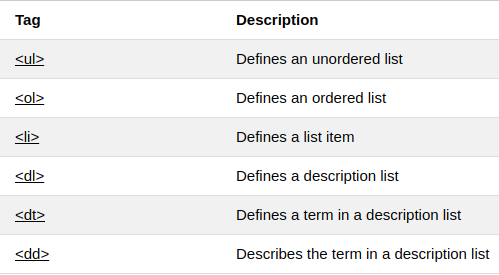 Tag Description
<ul> Defines an unordered list
<ol> Defines an ordered list
<li> Defines a list item
<dl> Defines a description list
<dt> Defines a term in a description list
<dd> Describes the term in a description list